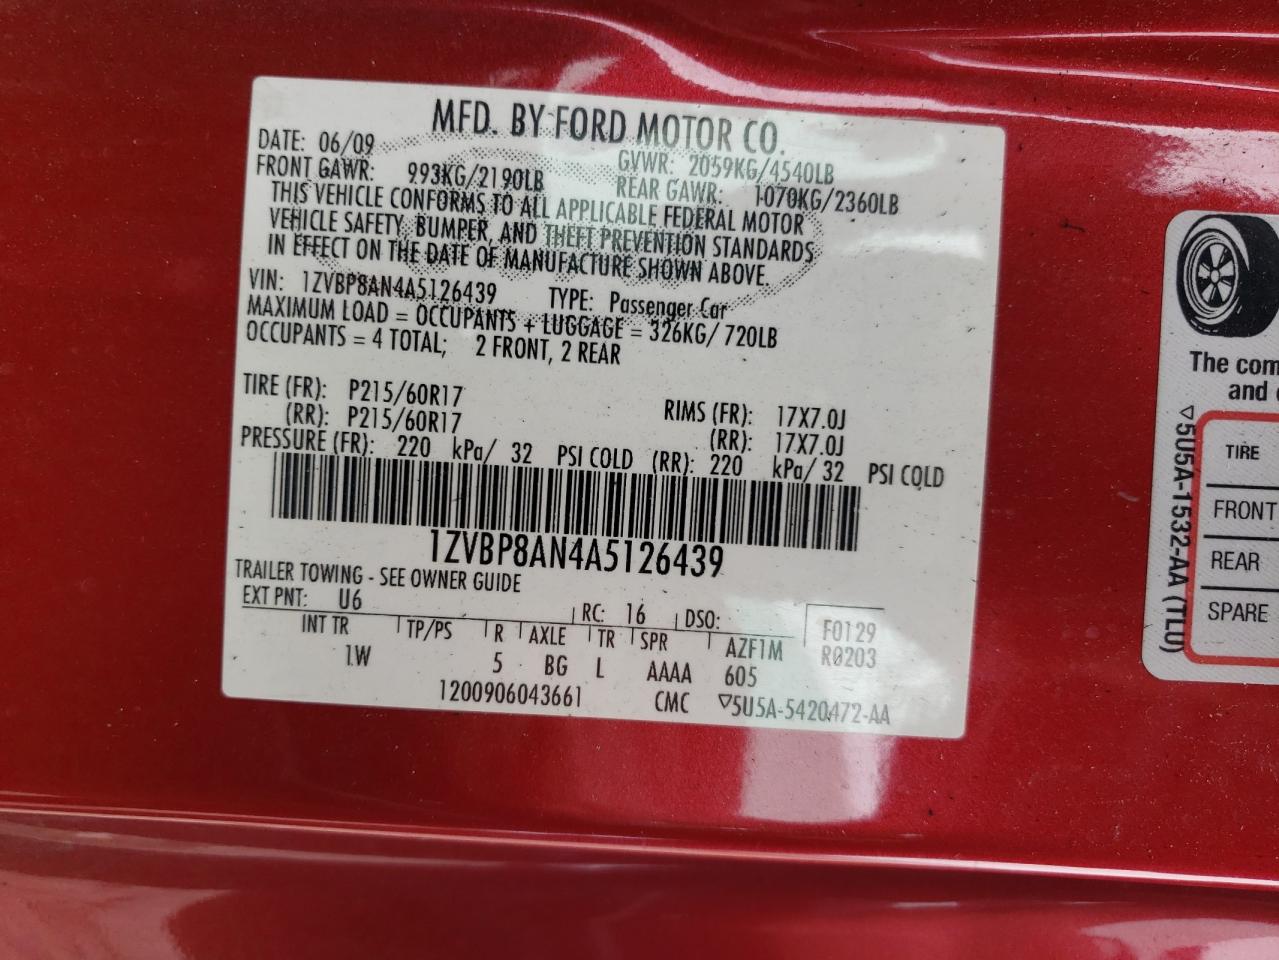 MFD. BY FORD MOTOR CO.
DATE: 06/09 GVWR: 2059KG/4540LB
FRONT GAWR: 993KG/2190LB REAR GAWR: 1070KG/2360LB
THIS VEHICLE CONFORMS TO ALL APPLICABLE FEDERAL MOTOR
VEHICLE SAFETY, BUMPER, AND THEFT PREVENTION STANDARDS
IN EFFECT ON THE DATE OF MANUFACTURE SHOWN ABOVE.
VIN: 1ZVBP8AN4A5126439 TYPE: Passenger Car
MAXIMUM LOAD = OCCUPANTS + LUGGAGE = 326KG/ 720LB
OCCUPANTS = 4 TOTAL; 2 FRONT, 2 REAR
TIRE (FR): P215/60R17 RIMS (FR): 17X7.0J
(RR): P215/60R17 (RR): 17X7.0J
PRESSURE (FR): 220 kPa/ 32 PSI COLD (RR): 220 kPa/ 32 PSI COLD
1ZVBP8AN4A5126439
TRAILER TOWING - SEE OWNER GUIDE
EXT PNT: U6 RC: 16 DSO: F0129
INT TR TP/PS R AXLE TR SPR AZF1M R0203
1W 5 BG L AAAA 605
1200906043661 CMC ▽5U5A-5420472-AA
The com
and
▽5U5A-1532-AA (TLU)
TIRE
FRONT
REAR
SPARE